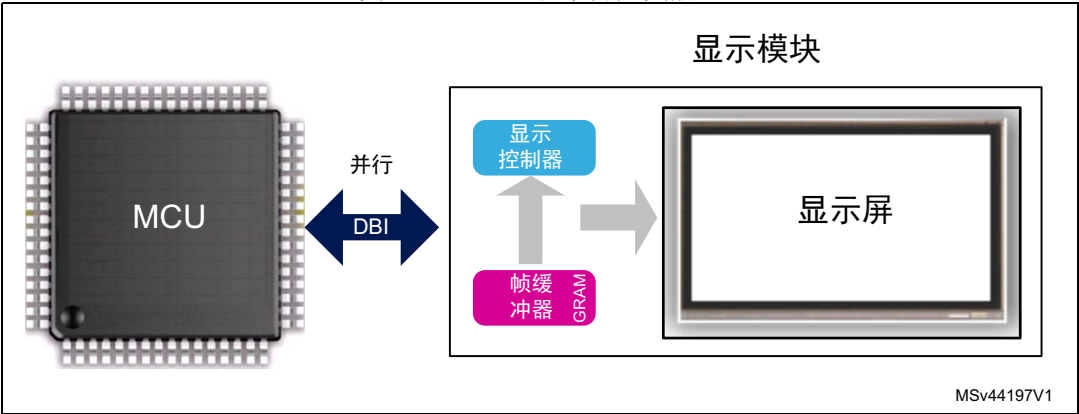 显示模块
MCU
并行
DBI
显示
控制器
帧缓
冲器
GRAM
显示屏
MSv44197V1